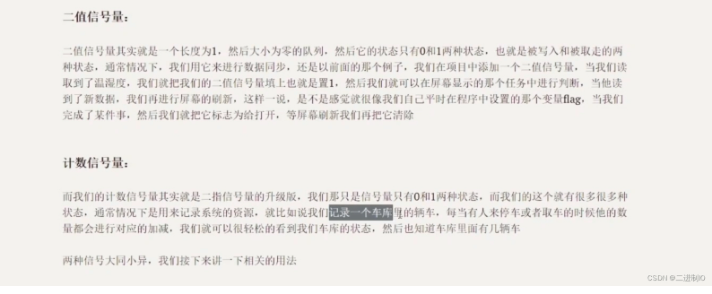 二值信号量：
二值信号量其实就是一个长度为1，然后大小为零的队列，然后它的状态只有0和1两种状态，也就是被写入和被取走的两
种状态，通常情况下，我们用它来进行数据同步，还是以前面的那个例子，我们在项目中添加一个二值信号量，当我们读
取到了温湿度，我们就把我们的二值信号量填上也就是置1，然后我们就可以在屏幕显示的那个任务中进行判断，当他读
到了新数据，我们再进行屏幕的刷新，这样一说，是不是感觉就很像我们自己平时在程序中设置的那个变量flag，当我们
完成了某件事，然后我们就把它标志为给打开，等屏幕刷新我们再把它清除
计数信号量：
而我们的计数信号量其实就是二指信号量的升级版，我们那只是信号量只有0和1两种状态，而我们的这个就有很多很多种
状态，通常情况下是用来记录系统的资源，就比如说我们记录一个车库里的辆车，每当有人来停车或者取车的时候他的数
量都会进行对应的加减，我们就可以很轻松的看到我们车库的状态，然后也知道车库里面有几辆车
两种信号大同小异，我们接下来讲一下相关的用法
CSDN @二进制O